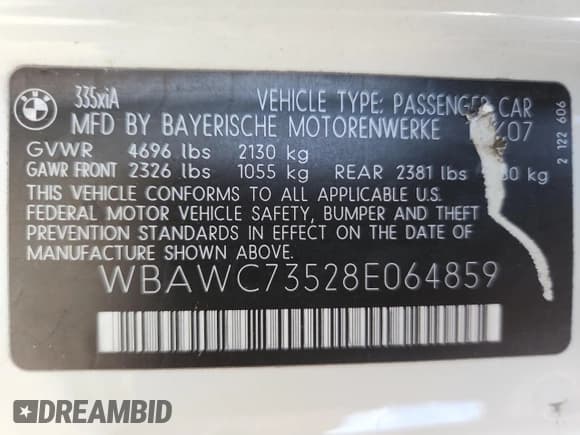 BMW
335xiA VEHICLE TYPE: PASSENGER CAR
MFD BY BAYERISCHE MOTORENWERKE /07
GVWR 4696 lbs 2130 kg
GAWR FRONT 2326 lbs 1055 kg REAR 2381 lbs kg
THIS VEHICLE CONFORMS TO ALL APPLICABLE U.S.
FEDERAL MOTOR VEHICLE SAFETY, BUMPER AND THEFT
PREVENTION STANDARDS IN EFFECT ON THE DATE OF
MANUFACTURE SHOWN ABOVE.
WBAWC73528E064859
2 122 606
DREAMBID